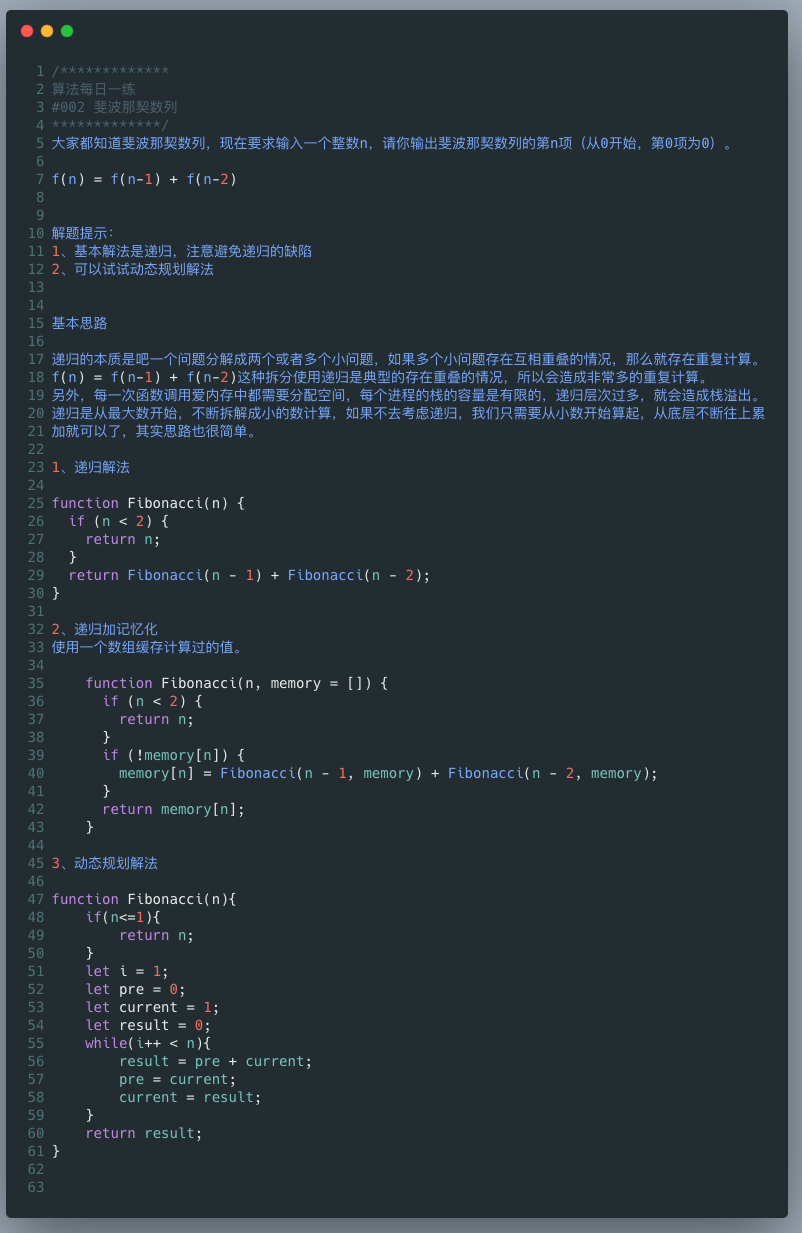 1 /*************
2 算法每日一练
3 #002 斐波那契数列
4 *************/
5 大家都知道斐波那契数列，现在要求输入一个整数n，请你输出斐波那契数列的第n项（从0开始，第0项为0）。
6
7 f(n) = f(n-1) + f(n-2)
8
9
10 解题提示：
11 1、基本解法是递归，注意避免递归的缺陷
12 2、可以试试动态规划解法
13
14
15 基本思路
16
17 递归的本质是吧一个问题分解成两个或者多个小问题，如果多个小问题存在互相重叠的情况，那么就存在重复计算。
18 f(n) = f(n-1) + f(n-2)这种拆分使用递归是典型的存在重叠的情况，所以会造成非常多的重复计算。
19 另外，每一次函数调用爱内存中都需要分配空间，每个进程的栈的容量是有限的，递归层次过多，就会造成栈溢出。
20 递归是从最大数开始，不断拆解成小的数计算，如果不去考虑递归，我们只需要从小数开始算起，从底层不断往上累
21 加就可以了，其实思路也很简单。
22
23 1、递归解法
24
25 function Fibonacci(n) {
26   if (n < 2) {
27     return n;
28   }
29   return Fibonacci(n - 1) + Fibonacci(n - 2);
30 }
31
32 2、递归加记忆化
33 使用一个数组缓存计算过的值。
34
35     function Fibonacci(n, memory = []) {
36       if (n < 2) {
37         return n;
38       }
39       if (!memory[n]) {
40         memory[n] = Fibonacci(n - 1, memory) + Fibonacci(n - 2, memory);
41       }
42       return memory[n];
43     }
44
45 3、动态规划解法
46
47 function Fibonacci(n){
48     if(n<=1){
49         return n;
50     }
51     let i = 1;
52     let pre = 0;
53     let current = 1;
54     let result = 0;
55     while(i++ < n){
56         result = pre + current;
57         pre = current;
58         current = result;
59     }
60     return result;
61 }
62
63